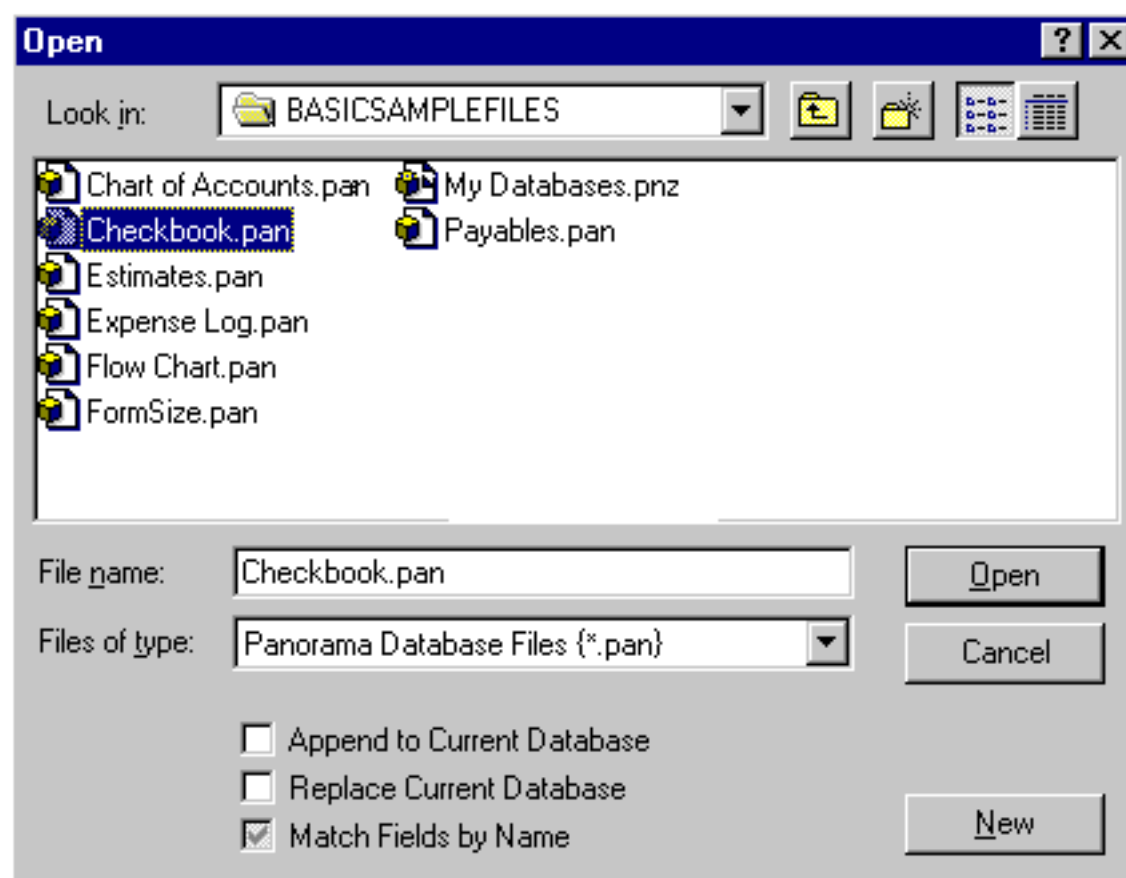 Open
Look in: BASICSAMPLEFILES
Chart of Accounts.pan My Databases.pnz
Checkbook.pan Payables.pan
Estimates.pan
Expense Log.pan
Flow Chart.pan
FormSize.pan
File name: Checkbook.pan Open
Files of type: Panorama Database Files {*.pan} Cancel
Append to Current Database
Replace Current Database
Match Fields by Name New